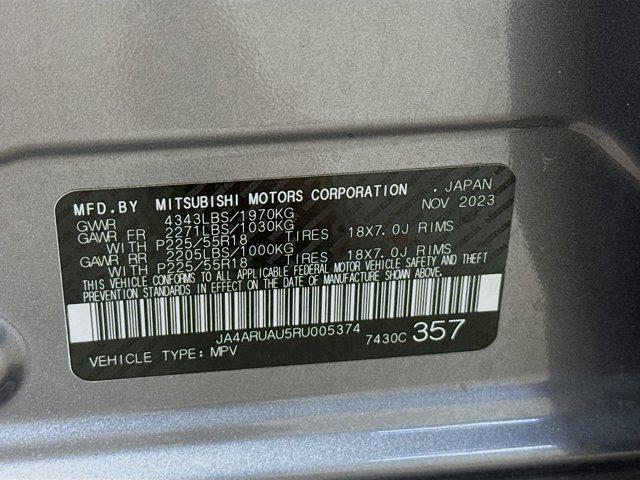 MFD.BY MITSUBISHI MOTORS CORPORATION . JAPAN
GVWR 4343LBS/1970KG NOV 2023
GAWR FR 2271LBS/1030KG
WITH P225/55R18 TIRES 18X7.0J RIMS
GAWR RR 2205LBS/1000KG
WITH P225/55R18 TIRES 18X7.0J RIMS
THIS VEHICLE CONFORMS TO ALL APPLICABLE FEDERAL MOTOR VEHICLE SAFETY AND THEFT
PREVENTION STANDARDS IN EFFECT ON THE DATE OF MANUFACTURE SHOWN ABOVE.
JA4ARUAU5RU005374 7430C 357
VEHICLE TYPE: MPV